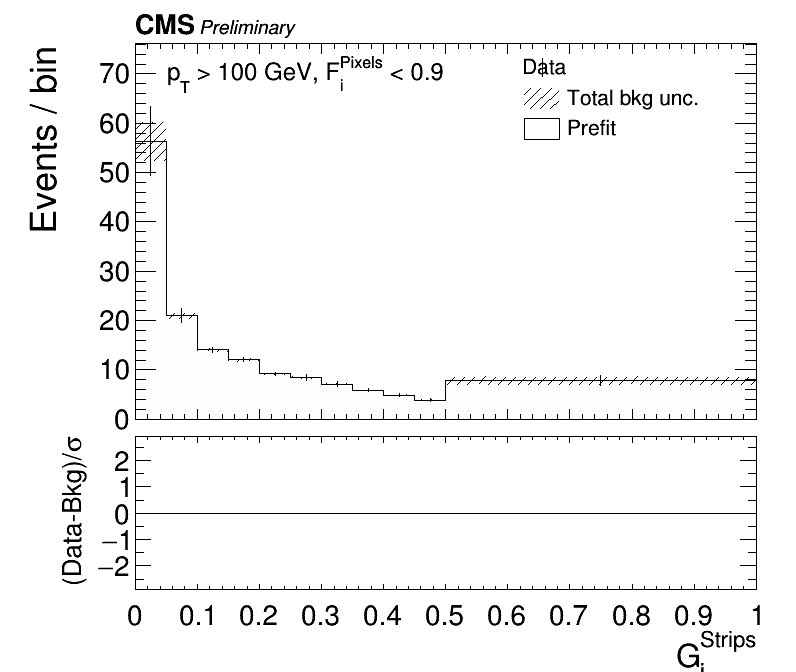 CMS Preliminary
p_T > 100 GeV, F_i^Pixels < 0.9
Data
Total bkg unc.
Prefit
Events / bin
70
60
50
40
30
20
10
0
(Data-Bkg)/σ
2
1
0
−1
−2
0 0.1 0.2 0.3 0.4 0.5 0.6 0.7 0.8 0.9 1
G_i^Strips